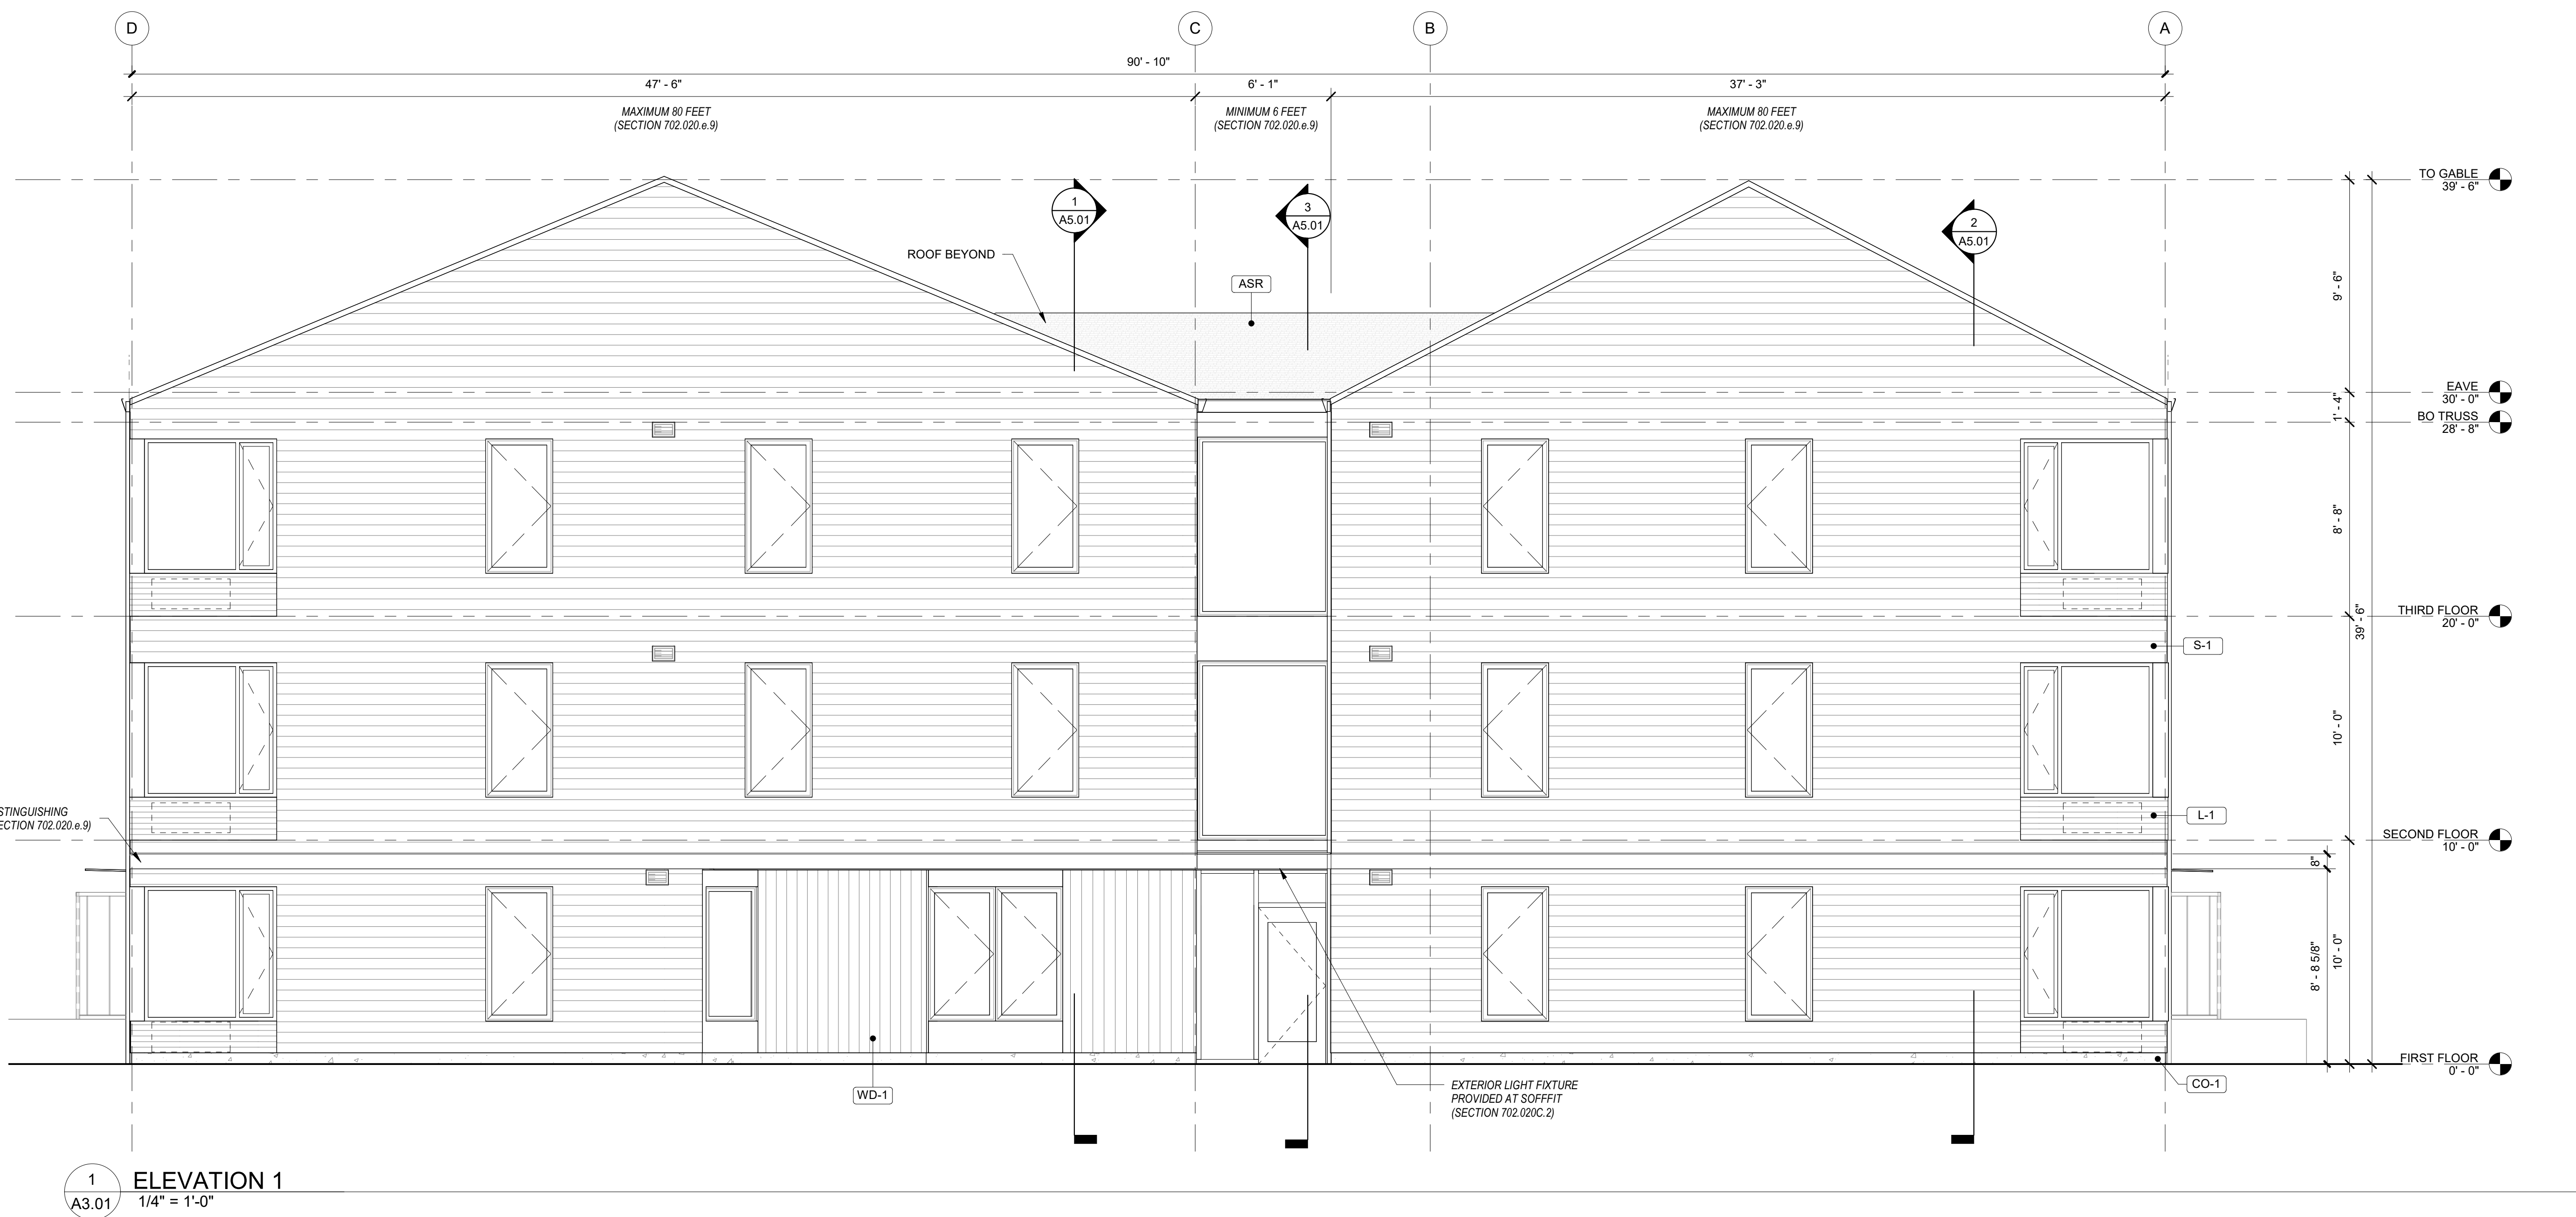 D
C
B
A
90' - 10"
47' - 6"
6' - 1"
37' - 3"
MAXIMUM 80 FEET
(SECTION 702.020.e.9)
MINIMUM 6 FEET
(SECTION 702.020.e.9)
MAXIMUM 80 FEET
(SECTION 702.020.e.9)
TO GABLE
39' - 6"
1
A5.01
3
A5.01
2
A5.01
ROOF BEYOND
ASR
9' - 6"
EAVE
30' - 0"
1' - 4"
BO TRUSS
28' - 8"
8' - 8"
THIRD FLOOR
20' - 0"
39' - 6"
S-1
10' - 0"
STINGUISHING
ECTION 702.020.e.9)
L-1
SECOND FLOOR
10' - 0"
8"
8' - 8 5/8"
10' - 0"
FIRST FLOOR
0' - 0"
WD-1
EXTERIOR LIGHT FIXTURE
PROVIDED AT SOFFFIT
(SECTION 702.020C.2)
CO-1
1
A3.01
ELEVATION 1
1/4" = 1'-0"